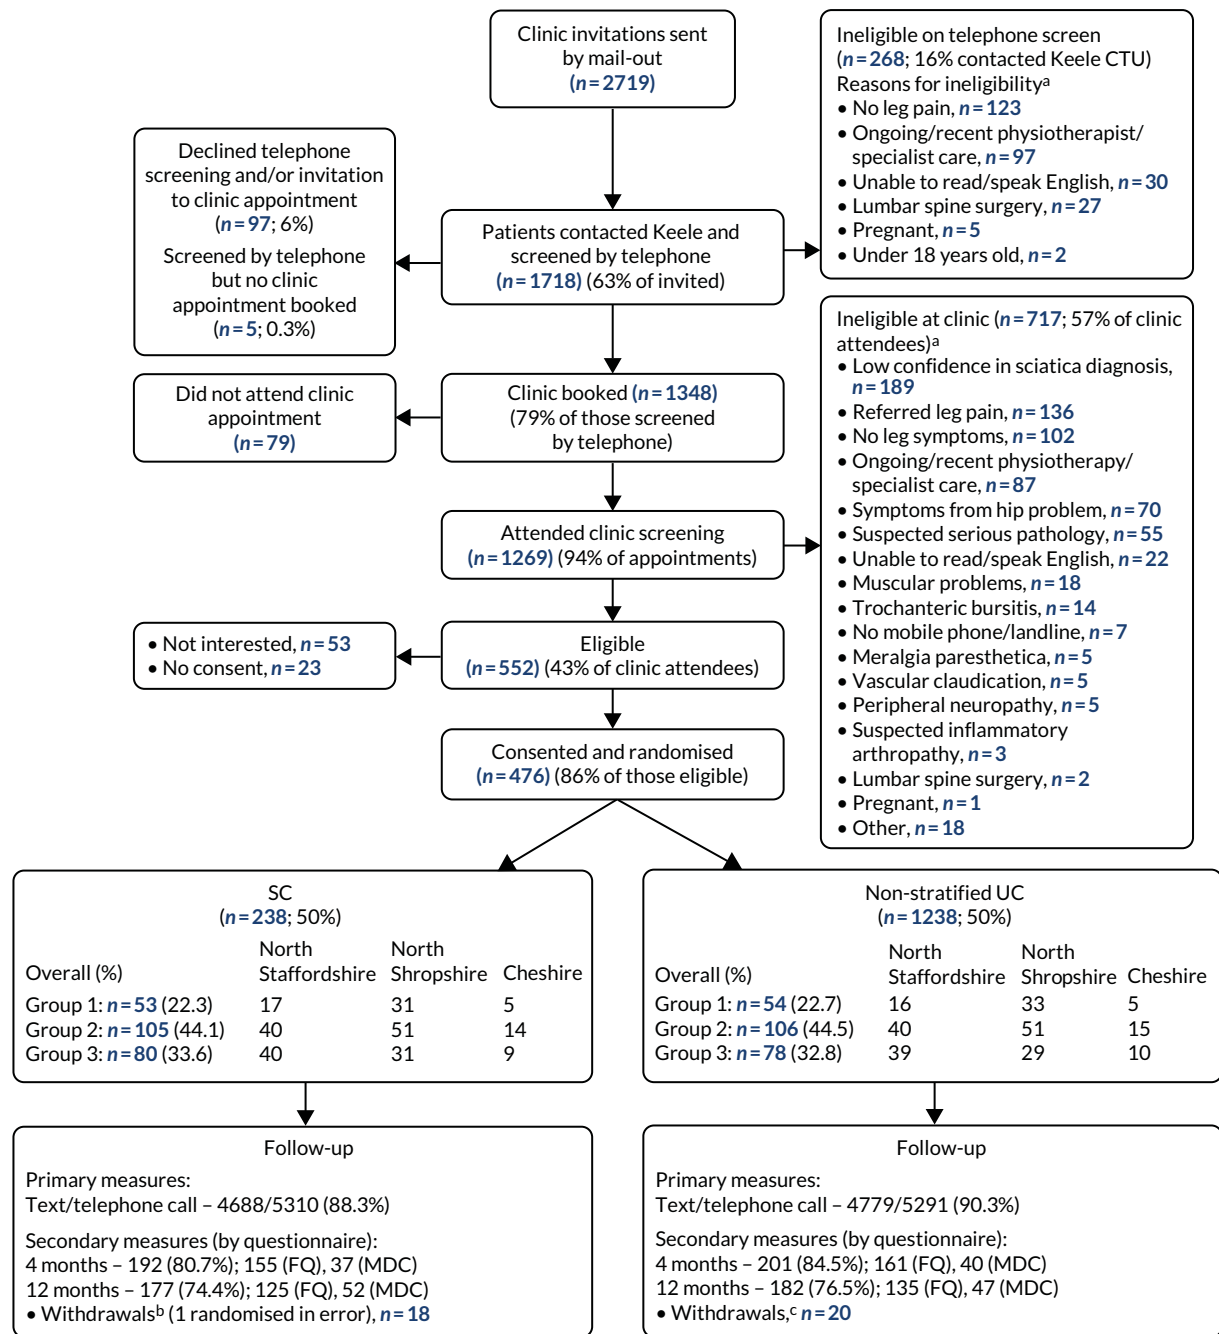 Clinic invitations sent
by mail-out
(n=2719)
Ineligible on telephone screen
(n=268; 16% contacted Keele CTU)
Reasons for ineligibilityᵃ
• No leg pain, n=123
• Ongoing/recent physiotherapist/
specialist care, n=97
• Unable to read/speak English, n=30
• Lumbar spine surgery, n=27
• Pregnant, n=5
• Under 18 years old, n=2
Declined telephone
screening and/or invitation
to clinic appointment
(n=97; 6%)
Screened by telephone
but no clinic
appointment booked
(n=5; 0.3%)
Patients contacted Keele and
screened by telephone
(n=1718) (63% of invited)
Ineligible at clinic (n=717; 57% of clinic
attendees)ᵃ
• Low confidence in sciatica diagnosis,
n=189
• Referred leg pain, n=136
• No leg symptoms, n=102
• Ongoing/recent physiotherapy/
specialist care, n=87
• Symptoms from hip problem, n=70
• Suspected serious pathology, n=55
• Unable to read/speak English, n=22
• Muscular problems, n=18
• Trochanteric bursitis, n=14
• No mobile phone/landline, n=7
• Meralgia paresthetica, n=5
• Vascular claudication, n=5
• Peripheral neuropathy, n=5
• Suspected inflammatory
arthropathy, n=3
• Lumbar spine surgery, n=2
• Pregnant, n=1
• Other, n=18
Did not attend clinic
appointment
(n=79)
Clinic booked (n=1348)
(79% of those screened
by telephone)
Attended clinic screening
(n=1269) (94% of appointments)
• Not interested, n=53
• No consent, n=23
Eligible
(n=552) (43% of clinic attendees)
Consented and randomised
(n=476) (86% of those eligible)
SC
(n=238; 50%)
North North
Overall (%) Staffordshire Shropshire Cheshire
Group 1: n=53 (22.3) 17 31 5
Group 2: n=105 (44.1) 40 51 14
Group 3: n=80 (33.6) 40 31 9
Non-stratified UC
(n=1238; 50%)
North North
Overall (%) Staffordshire Shropshire Cheshire
Group 1: n=54 (22.7) 16 33 5
Group 2: n=106 (44.5) 40 51 15
Group 3: n=78 (32.8) 39 29 10
Follow-up
Primary measures:
Text/telephone call – 4688/5310 (88.3%)
Secondary measures (by questionnaire):
4 months – 192 (80.7%); 155 (FQ), 37 (MDC)
12 months – 177 (74.4%); 125 (FQ), 52 (MDC)
• Withdrawalsᵇ (1 randomised in error), n=18
Follow-up
Primary measures:
Text/telephone call – 4779/5291 (90.3%)
Secondary measures (by questionnaire):
4 months – 201 (84.5%); 161 (FQ), 40 (MDC)
12 months – 182 (76.5%); 135 (FQ), 47 (MDC)
• Withdrawals,ᶜ n=20